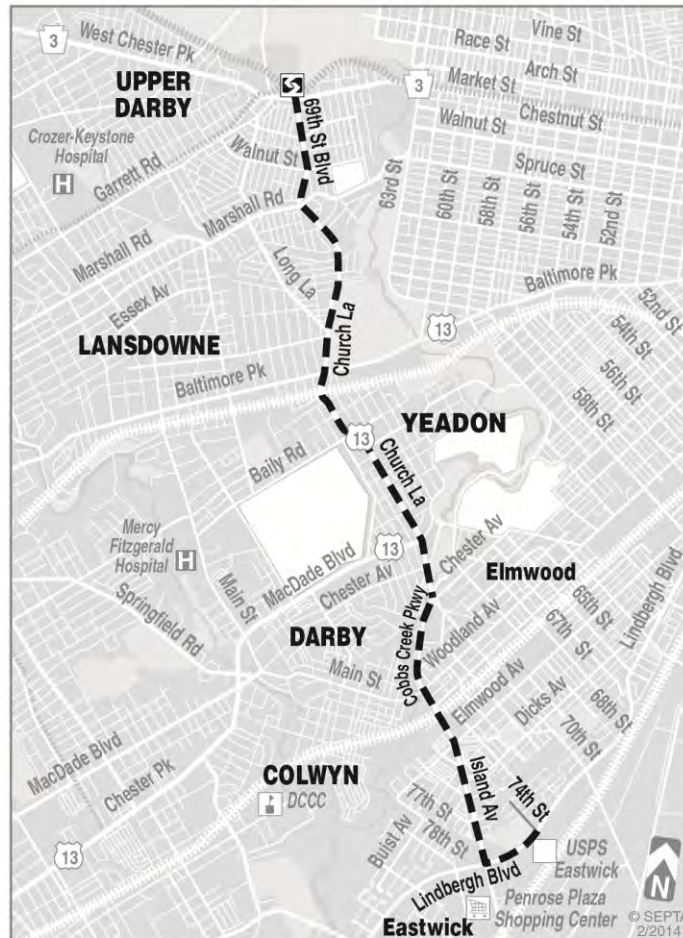 3
West Chester Pk
UPPER
DARBY
Crozer-Keystone
Hospital
H
Garrett Rd
69th St Blvd
Walnut St
Marshall Rd
Marshall Rd
Long La
Essex Av
Vine St
Race St
Arch St
Market St
3
Chestnut St
Walnut St
Spruce St
63rd St
60th St
58th St
56th St
54th St
52nd St
Baltimore Pk
52nd St
54th St
56th St
58th St
13
LANSDOWNE
Church La
Baltimore Pk
YEADON
13
Church La
Baily Rd
Mercy
Fitzgerald
Hospital
H
Main St
MacDade Blvd
13
Chester Av
Chester Av
Elmwood
Springfield Rd
DARBY
Main St
Cobbs Creek Pkwy
Woodland Av
Elmwood Av
65th St
67th St
Lindbergh Blvd
Dicks Av
68th St
70th St
MacDade Blvd
Chester Pk
COLWYN
DCCC
Island Av
74th St
77th St
78th St
Buist Av
13
USPS
Eastwick
Lindbergh Blvd
Penrose Plaza
Shopping Center
Eastwick
N
© SEPTA
2/2014